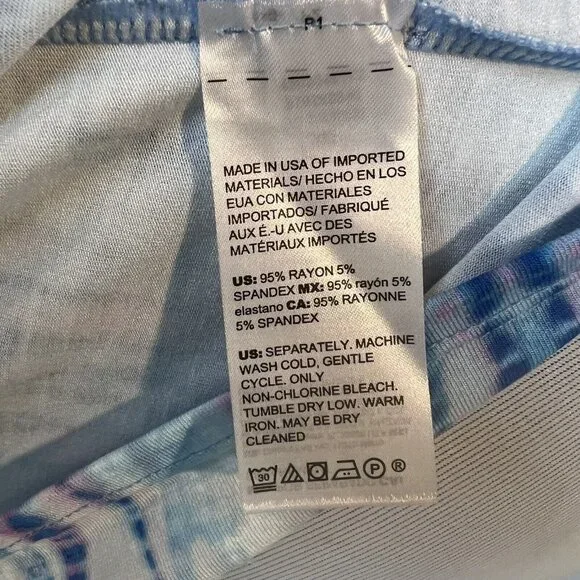 P1
MADE IN USA OF IMPORTED
MATERIALS/ HECHO EN LOS
EUA CON MATERIALES
IMPORTADOS/ FABRIQUÉ
AUX É.-U AVEC DES
MATÉRIAUX IMPORTÉS
US: 95% RAYON 5%
SPANDEX MX: 95% rayón 5%
elastano CA: 95% RAYONNE
5% SPANDEX
US: SEPARATELY. MACHINE
WASH COLD, GENTLE
CYCLE. ONLY
NON-CHLORINE BLEACH.
TUMBLE DRY LOW. WARM
IRON. MAY BE DRY
CLEANED
30 P ®